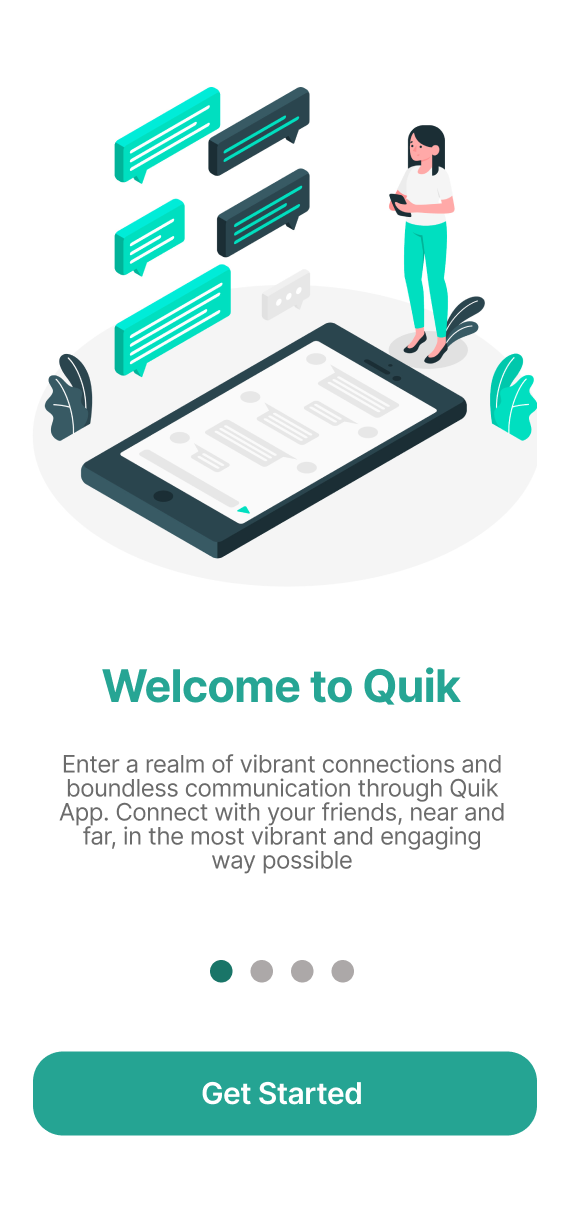 Welcome to Quik
Enter a realm of vibrant connections and
boundless communication through Quik
App. Connect with your friends, near and
far, in the most vibrant and engaging
way possible
Get Started